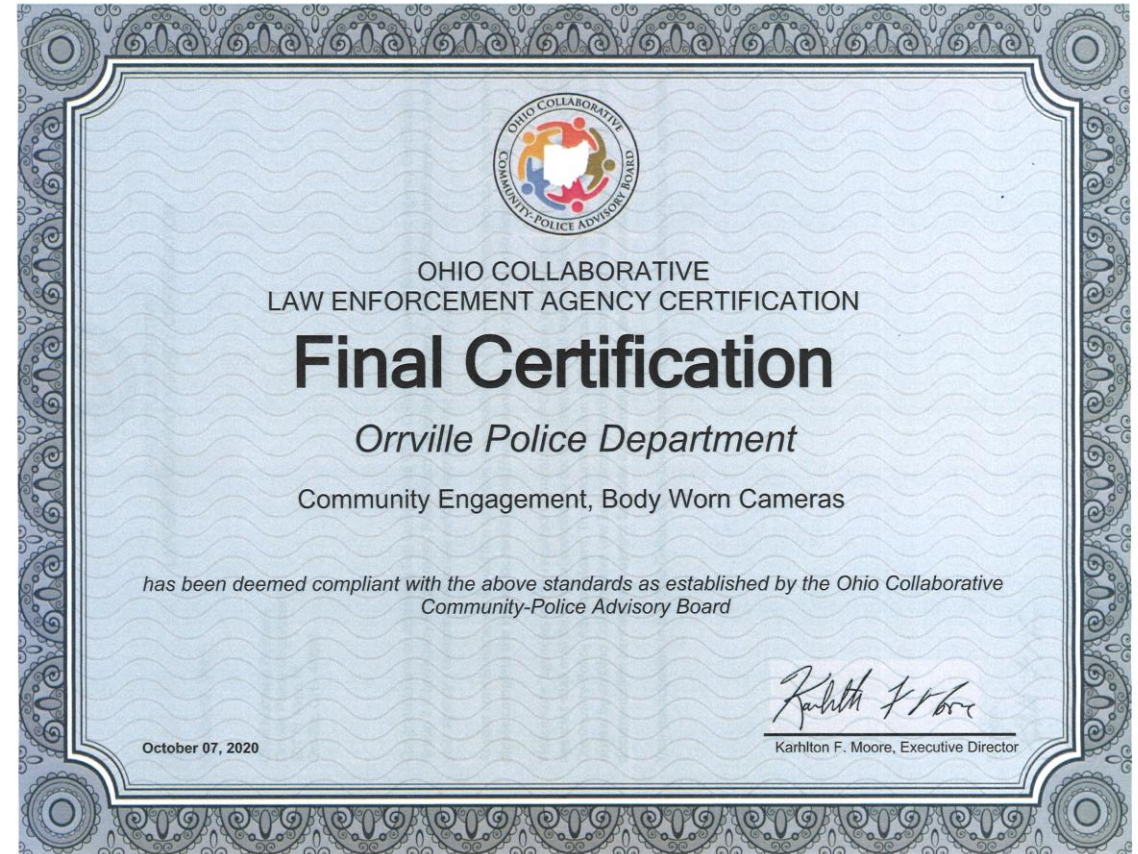 OHIO COLLABORATIVE
COMMUNITY-POLICE ADVISORY BOARD
OHIO COLLABORATIVE
LAW ENFORCEMENT AGENCY CERTIFICATION
Final Certification
Orrville Police Department
Community Engagement, Body Worn Cameras
has been deemed compliant with the above standards as established by the Ohio Collaborative
Community-Police Advisory Board
Karhlton F Moore
October 07, 2020
Karhlton F. Moore, Executive Director